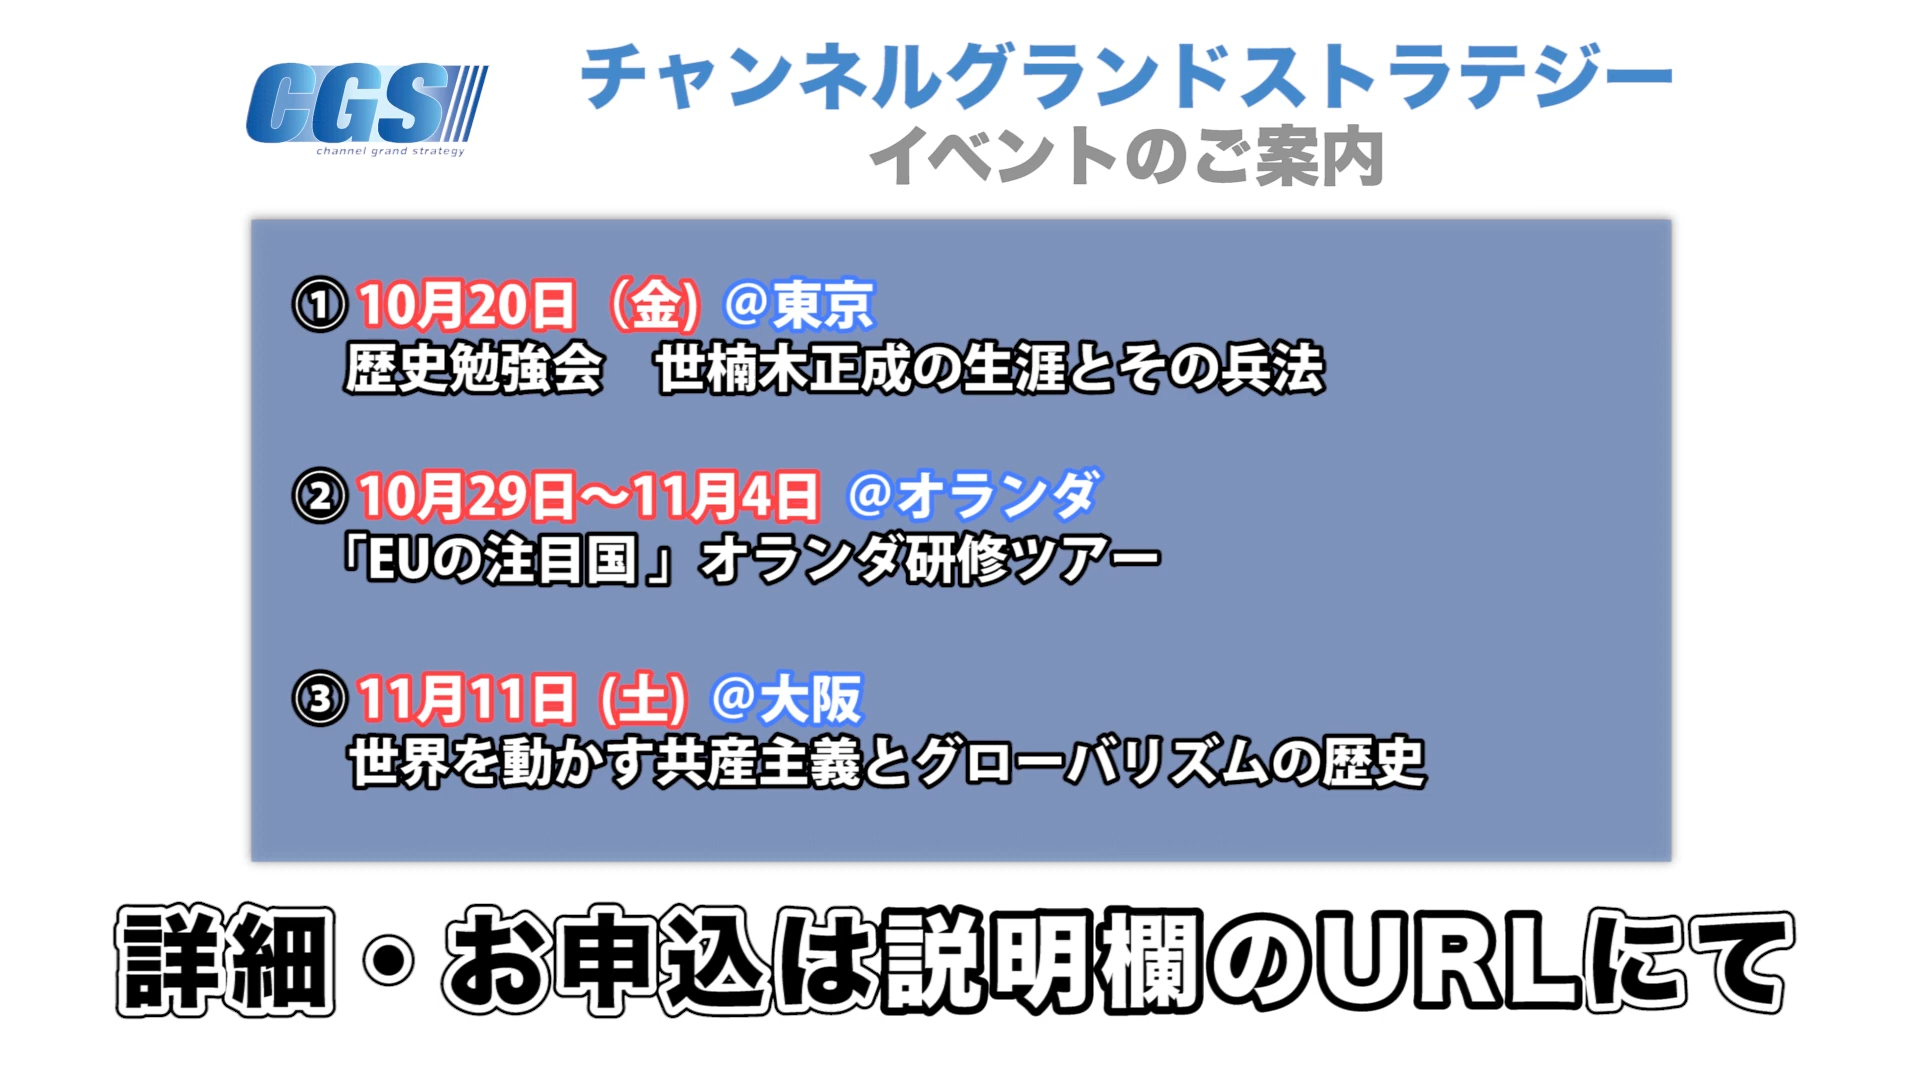 CGS
channel grand strategy
チャンネルグランドストラテジー
イベントのご案内
① 10月20日（金）@東京
歴史勉強会　世楠木正成の生涯とその兵法
② 10月29日～11月4日 @オランダ
「EUの注目国」オランダ研修ツアー
③ 11月11日 (土) @大阪
世界を動かす共産主義とグローバリズムの歴史
詳細・お申込は説明欄のURLにて